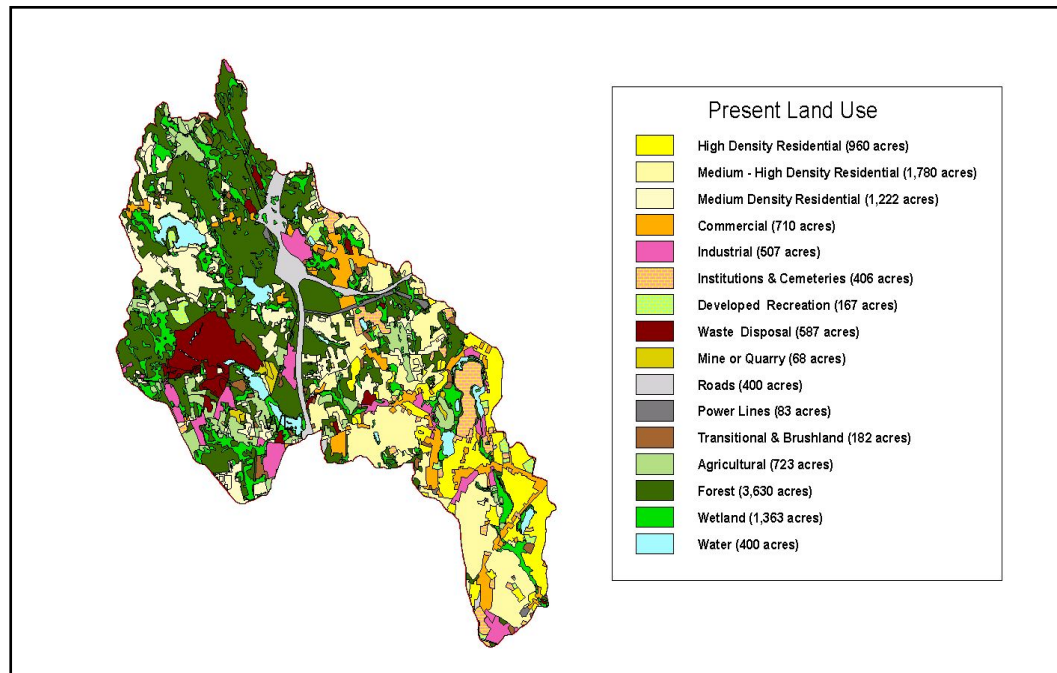 Present Land Use
High Density Residential (960 acres)
Medium - High Density Residential (1,780 acres)
Medium Density Residential (1,222 acres)
Commercial (710 acres)
Industrial (507 acres)
Institutions & Cemeteries (406 acres)
Developed Recreation (167 acres)
Waste Disposal (587 acres)
Mine or Quarry (68 acres)
Roads (400 acres)
Power Lines (83 acres)
Transitional & Brushland (182 acres)
Agricultural (723 acres)
Forest (3,630 acres)
Wetland (1,363 acres)
Water (400 acres)